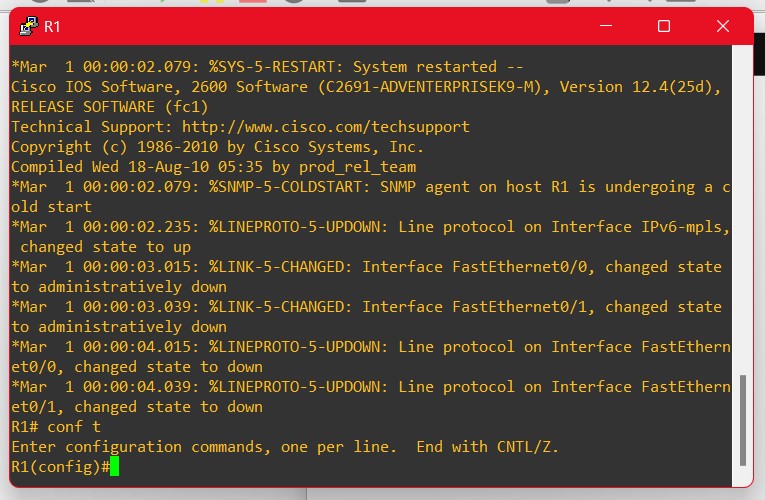 R1
*Mar  1 00:00:02.079: %SYS-5-RESTART: System restarted --
Cisco IOS Software, 2600 Software (C2691-ADVENTERPRISEK9-M), Version 12.4(25d),
RELEASE SOFTWARE (fc1)
Technical Support: http://www.cisco.com/techsupport
Copyright (c) 1986-2010 by Cisco Systems, Inc.
Compiled Wed 18-Aug-10 05:35 by prod_rel_team
*Mar  1 00:00:02.079: %SNMP-5-COLDSTART: SNMP agent on host R1 is undergoing a c
old start
*Mar  1 00:00:02.235: %LINEPROTO-5-UPDOWN: Line protocol on Interface IPv6-mpls,
 changed state to up
*Mar  1 00:00:03.015: %LINK-5-CHANGED: Interface FastEthernet0/0, changed state
to administratively down
*Mar  1 00:00:03.039: %LINK-5-CHANGED: Interface FastEthernet0/1, changed state
to administratively down
*Mar  1 00:00:04.015: %LINEPROTO-5-UPDOWN: Line protocol on Interface FastEthern
et0/0, changed state to down
*Mar  1 00:00:04.039: %LINEPROTO-5-UPDOWN: Line protocol on Interface FastEthern
et0/1, changed state to down
R1# conf t
Enter configuration commands, one per line.  End with CNTL/Z.
R1(config)#